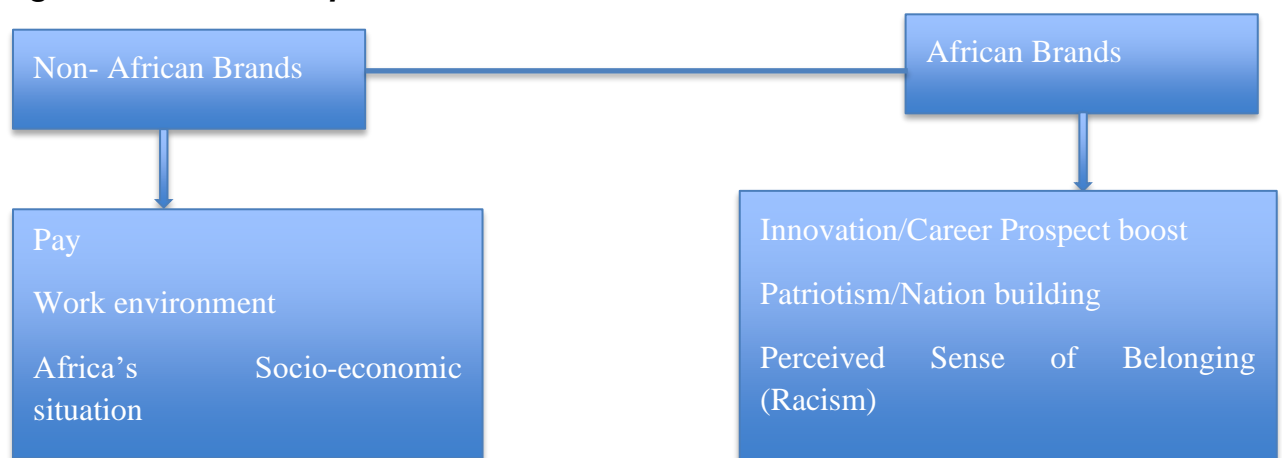 Non- African Brands
African Brands
Pay
Work environment
Africa's Socio-economic
situation
Innovation/Career Prospect boost
Patriotism/Nation building
Perceived Sense of Belonging
(Racism)